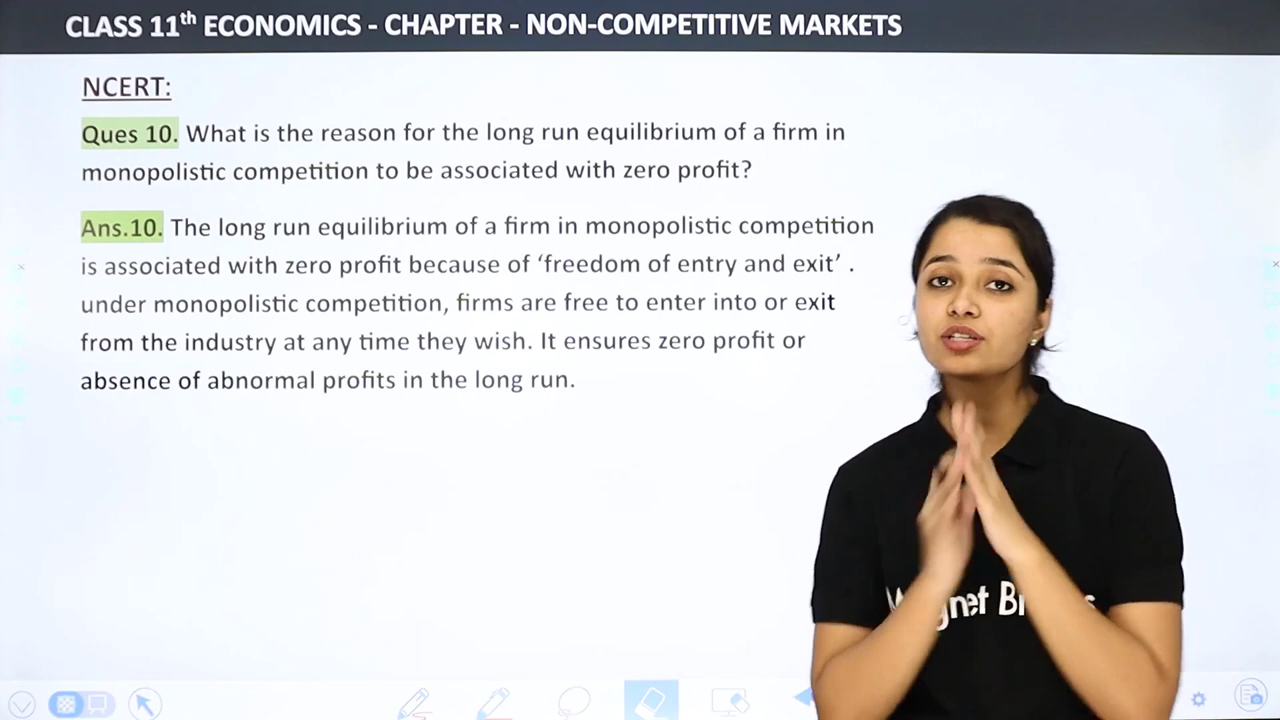 CLASS 11th ECONOMICS - CHAPTER - NON-COMPETITIVE MARKETS
NCERT:
Ques 10. What is the reason for the long run equilibrium of a firm in
monopolistic competition to be associated with zero profit?
Ans.10. The long run equilibrium of a firm in monopolistic competition
is associated with zero profit because of ‘freedom of entry and exit’ .
under monopolistic competition, firms are free to enter into or exit
from the industry at any time they wish. It ensures zero profit or
absence of abnormal profits in the long run.